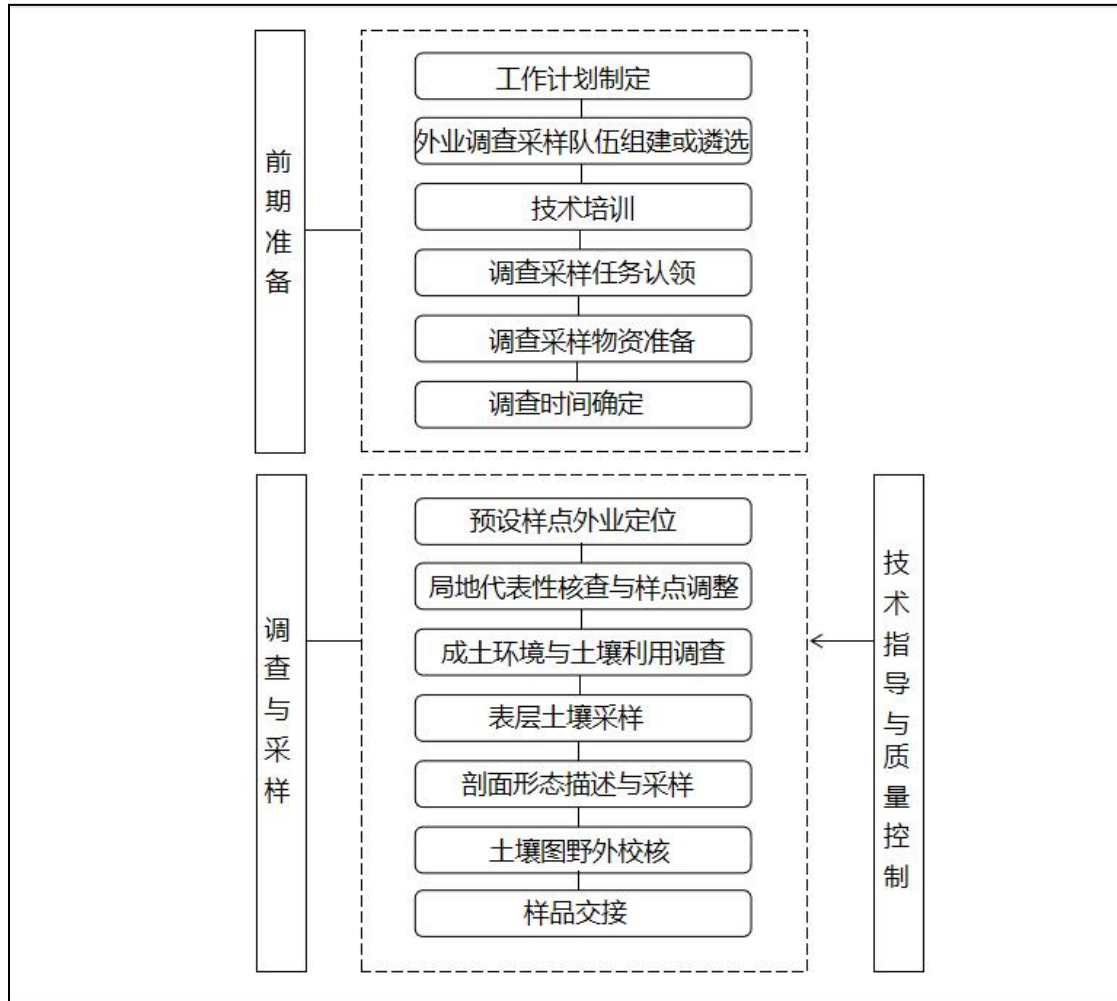 前期准备
工作计划制定
外业调查采样队伍组建或遴选
技术培训
调查采样任务认领
调查采样物资准备
调查时间确定
调查与采样
预设样点外业定位
局地代表性核查与样点调整
成土环境与土壤利用调查
表层土壤采样
剖面形态描述与采样
土壤图野外校核
样品交接
技术指导与质量控制